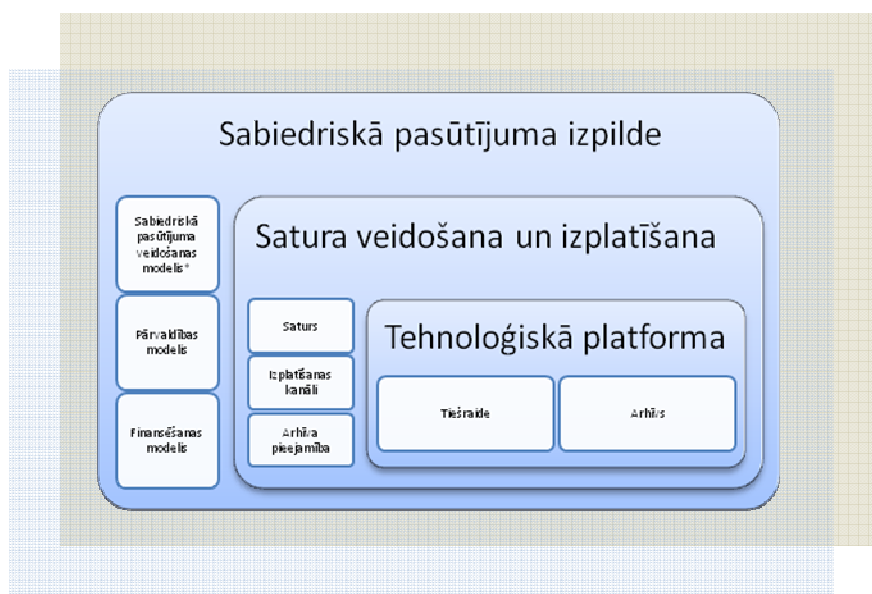 Sabiedriskā pasūtījuma izpilde
Sabiedriskā
pasūtījuma
veidošanas
modelis*
Pārvaldības
modelis
Finansēšanas
modelis
Satura veidošana un izplatīšana
Saturs
Izplatīšanas
kanāli
Arhīva
pieejamība
Tehnoloģiskā platforma
Tiešraide
Arhīvs